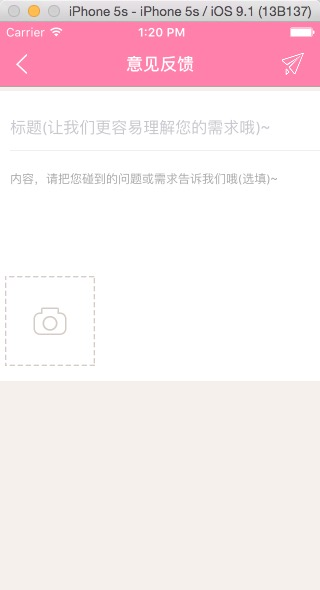 iPhone 5s - iPhone 5s / iOS 9.1 (13B137)
Carrier 1:20 PM
意见反馈
标题(让我们更容易理解您的需求哦)~
内容，请把您碰到的问题或需求告诉我们哦(选填)~